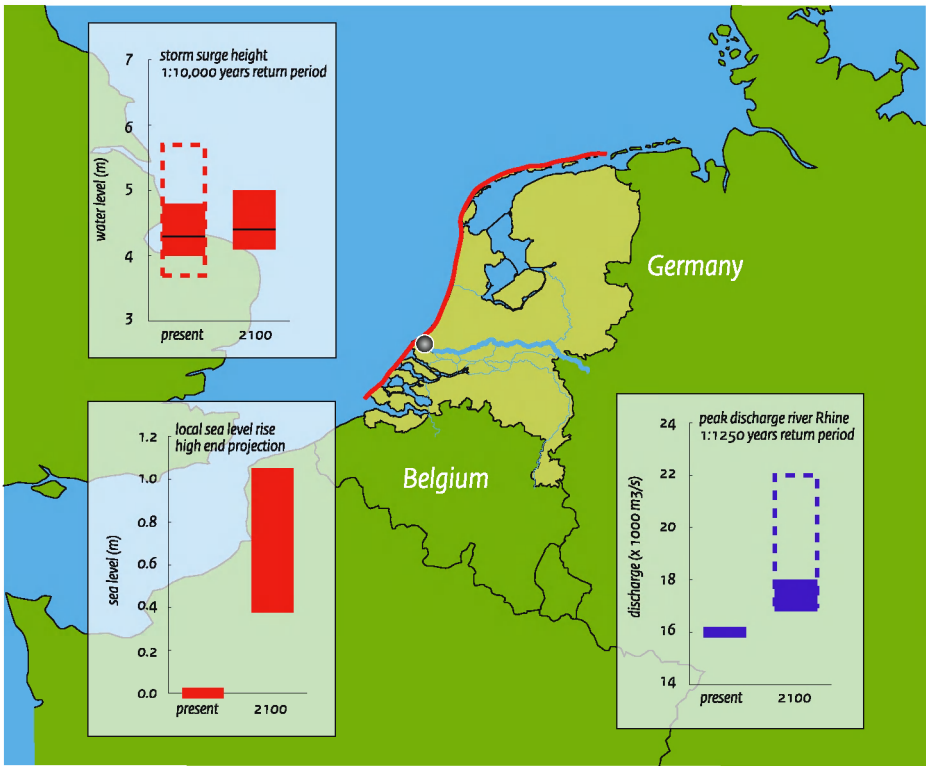 storm surge height
1:10,000 years return period
water level (m)
7
6
5
4
3
present
2100
local sea level rise
high end projection
sea level (m)
1.2
1.0
0.8
0.6
0.4
0.2
0.0
present
2100
Germany
Belgium
peak discharge river Rhine
1:1250 years return period
discharge (x 1000 m3/s)
24
22
20
18
16
14
present
2100